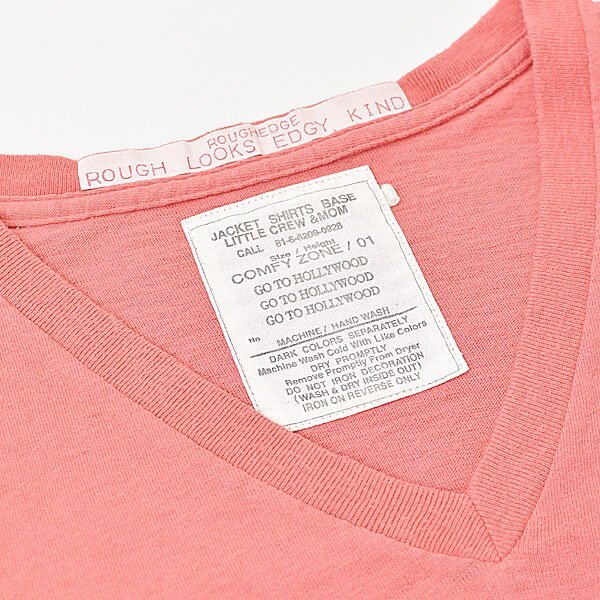 ROUGHEDGE
ROUGH LOOKS EDGY, KIND
JACKET SHIRTS BASE
LITTLE CREW &MOM
CALL 81-6-6209-0928
Size / Height
COMFY ZONE / 01
GO TO HOLLYWOOD
GO TO HOLLYWOOD
GO TO HOLLYWOOD
No MACHINE / HAND WASH
DARK COLORS SEPARATELY
Machine Wash Cold With Like Colors
DRY PROMPTLY
Remove Promptly From Dryer
DO NOT IRON DECORATION
(WASH & DRY INSIDE OUT)
IRON ON REVERSE ONLY